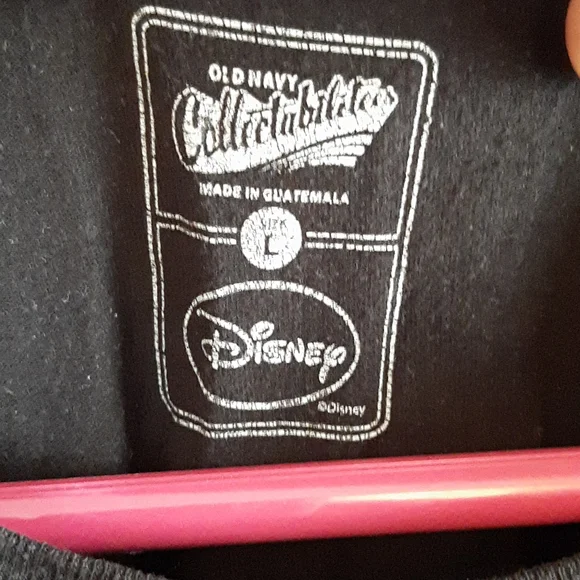 OLD NAVY
Collectabilitees
MADE IN GUATEMALA
SIZE
L
Disney
©Disney